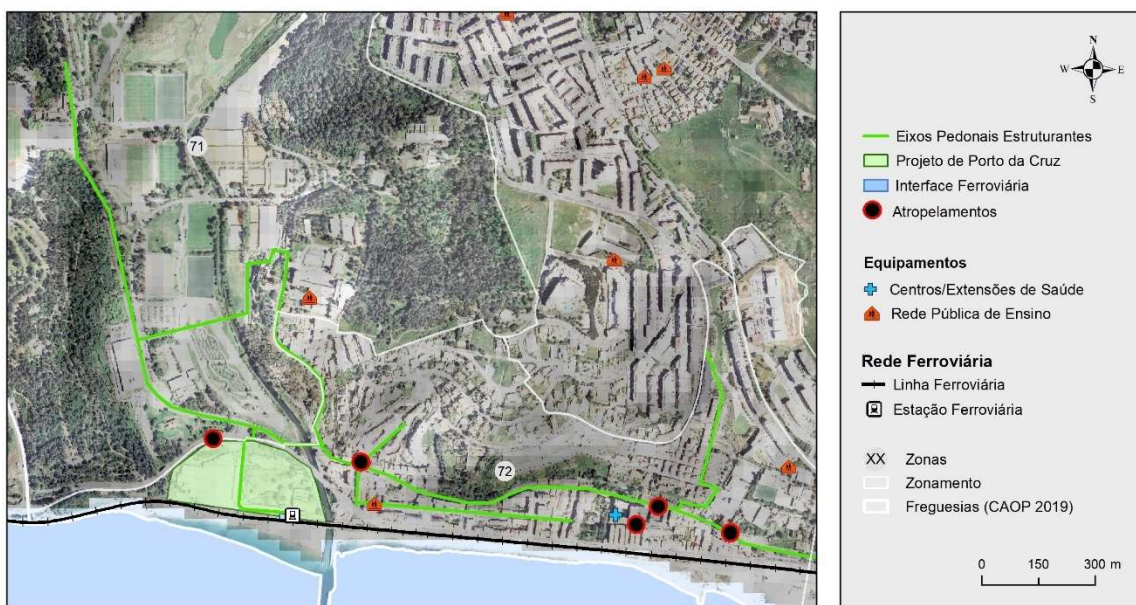 71
72
N
W E
S
Eixos Pedonais Estruturantes
Projeto de Porto da Cruz
Interface Ferroviária
Atropelamentos
Equipamentos
Centros/Extensões de Saúde
Rede Pública de Ensino
Rede Ferroviária
Linha Ferroviária
Estação Ferroviária
XX Zonas
Zonamento
Freguesias (CAOP 2019)
0 150 300 m